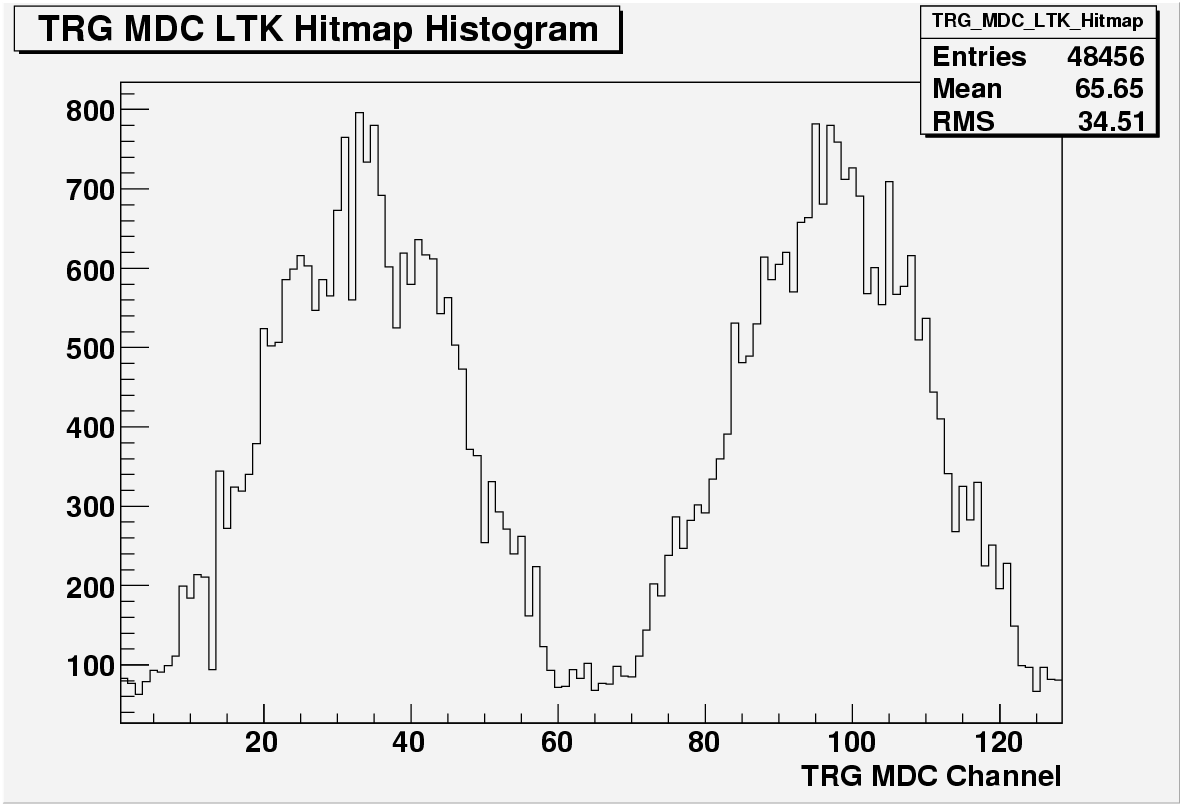 TRG MDC LTK Hitmap Histogram
TRG_MDC_LTK_Hitmap
Entries 48456
Mean 65.65
RMS 34.51
800
700
600
500
400
300
200
100
20 40 60 80 100 120
TRG MDC Channel